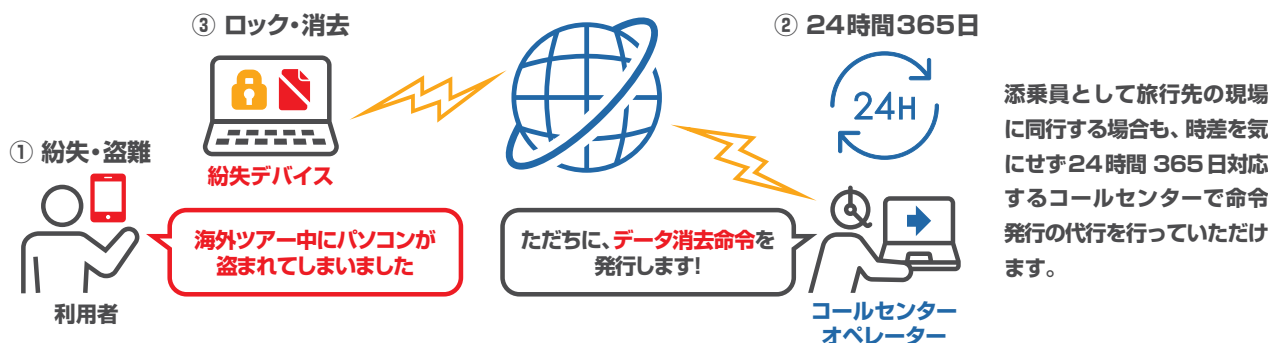 ③ ロック・消去
② 24時間365日
24H
① 紛失・盗難
紛失デバイス
海外ツアー中にパソコンが
盗まれてしまいました
利用者
ただちに、データ消去命令を
発行します!
コールセンター
オペレーター
添乗員として旅行先の現場
に同行する場合も、時差を気
にせず24時間 365日対応
するコールセンターで命令
発行の代行を行っていただけ
ます。